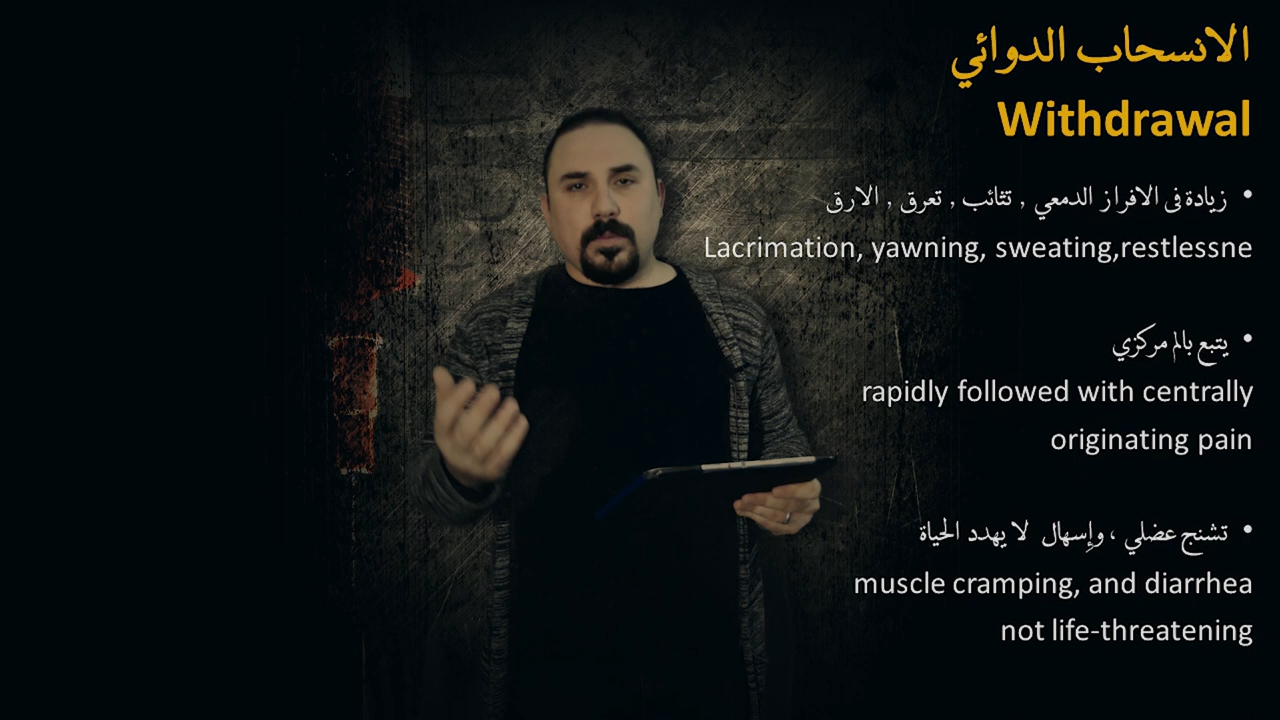 الانسحاب الدوائي
Withdrawal
• زيادة فى الافراز الدمعي , تثائب , تعرق , الارق
Lacrimation, yawning, sweating,restlessne
• يتبع بالم مركزي
rapidly followed with centrally
originating pain
• تشنج عضلي ، وإسهال لا يهدد الحياة
muscle cramping, and diarrhea
not life-threatening